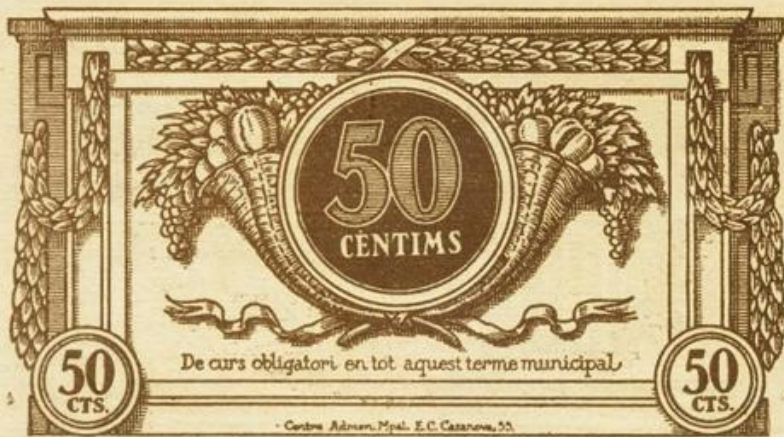 50
CÈNTIMS
De curs obligatori en tot aquest terme municipal
50
CTS.
50
CTS.
Centre Admon. Mpal. E.C. Casanova, 55.